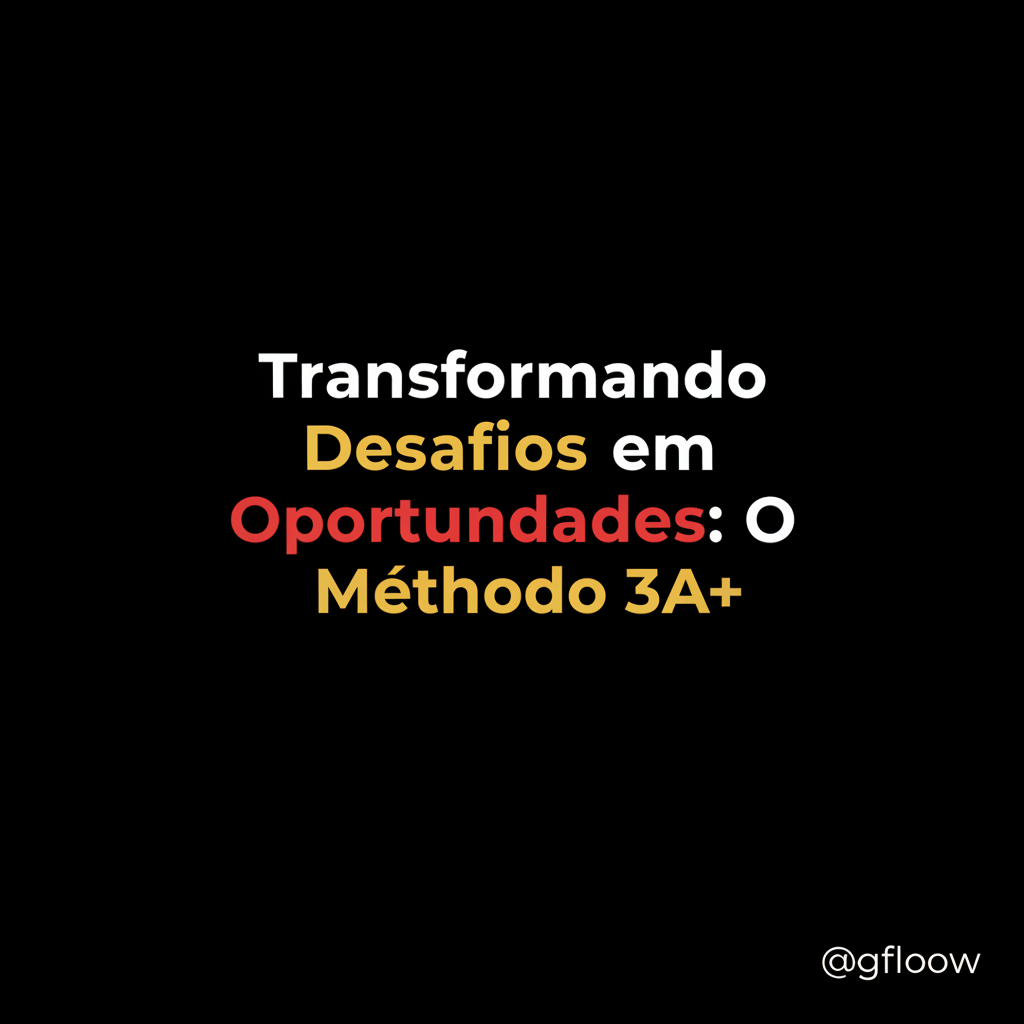 Transformando
Desafios em
Oportundades: O
Méthodo 3A+
@gfloow